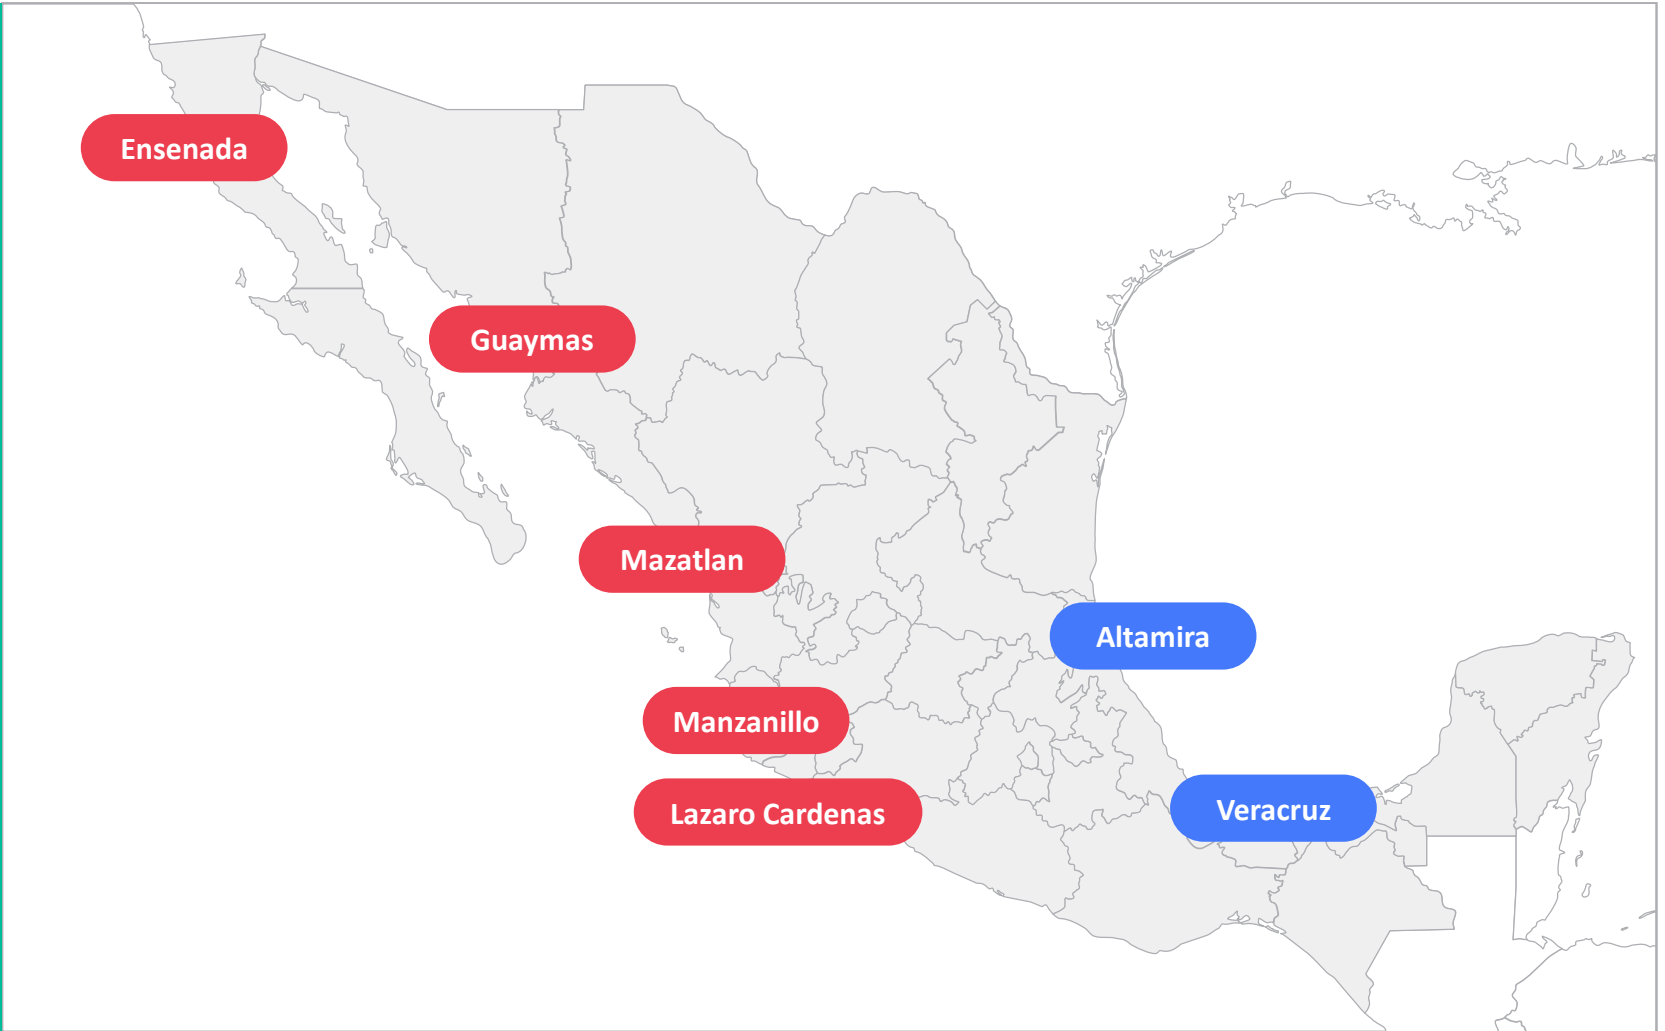 Ensenada
Guaymas
Mazatlan
Altamira
Manzanillo
Lazaro Cardenas
Veracruz